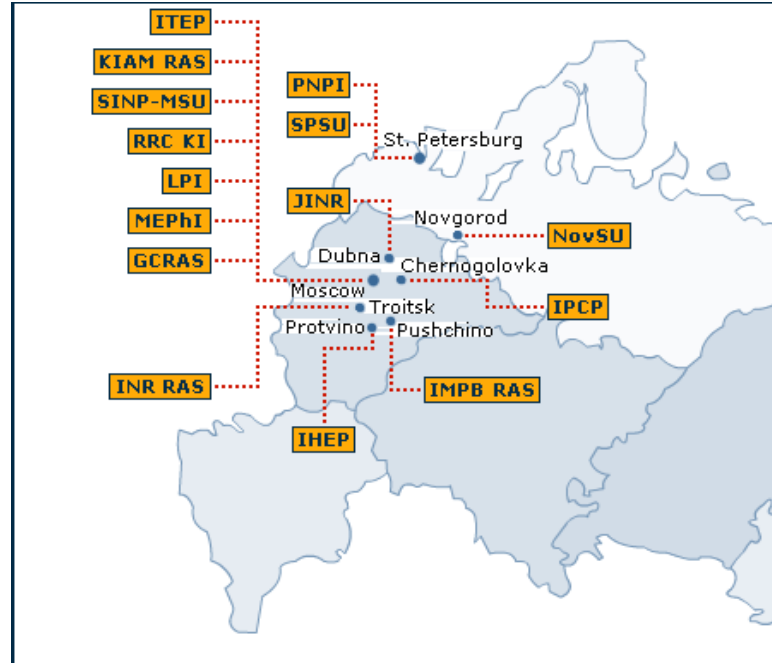 ITEP
KIAM RAS
SINP-MSU
RRC KI
LPI
MEPhI
GCRAS
PNPI
SPSU
St. Petersburg
JINR
Novgorod
NovSU
Dubna
Chernogolovka
Moscow
IPCP
Troitsk
Protvino
Pushchino
INR RAS
IMPB RAS
IHEP